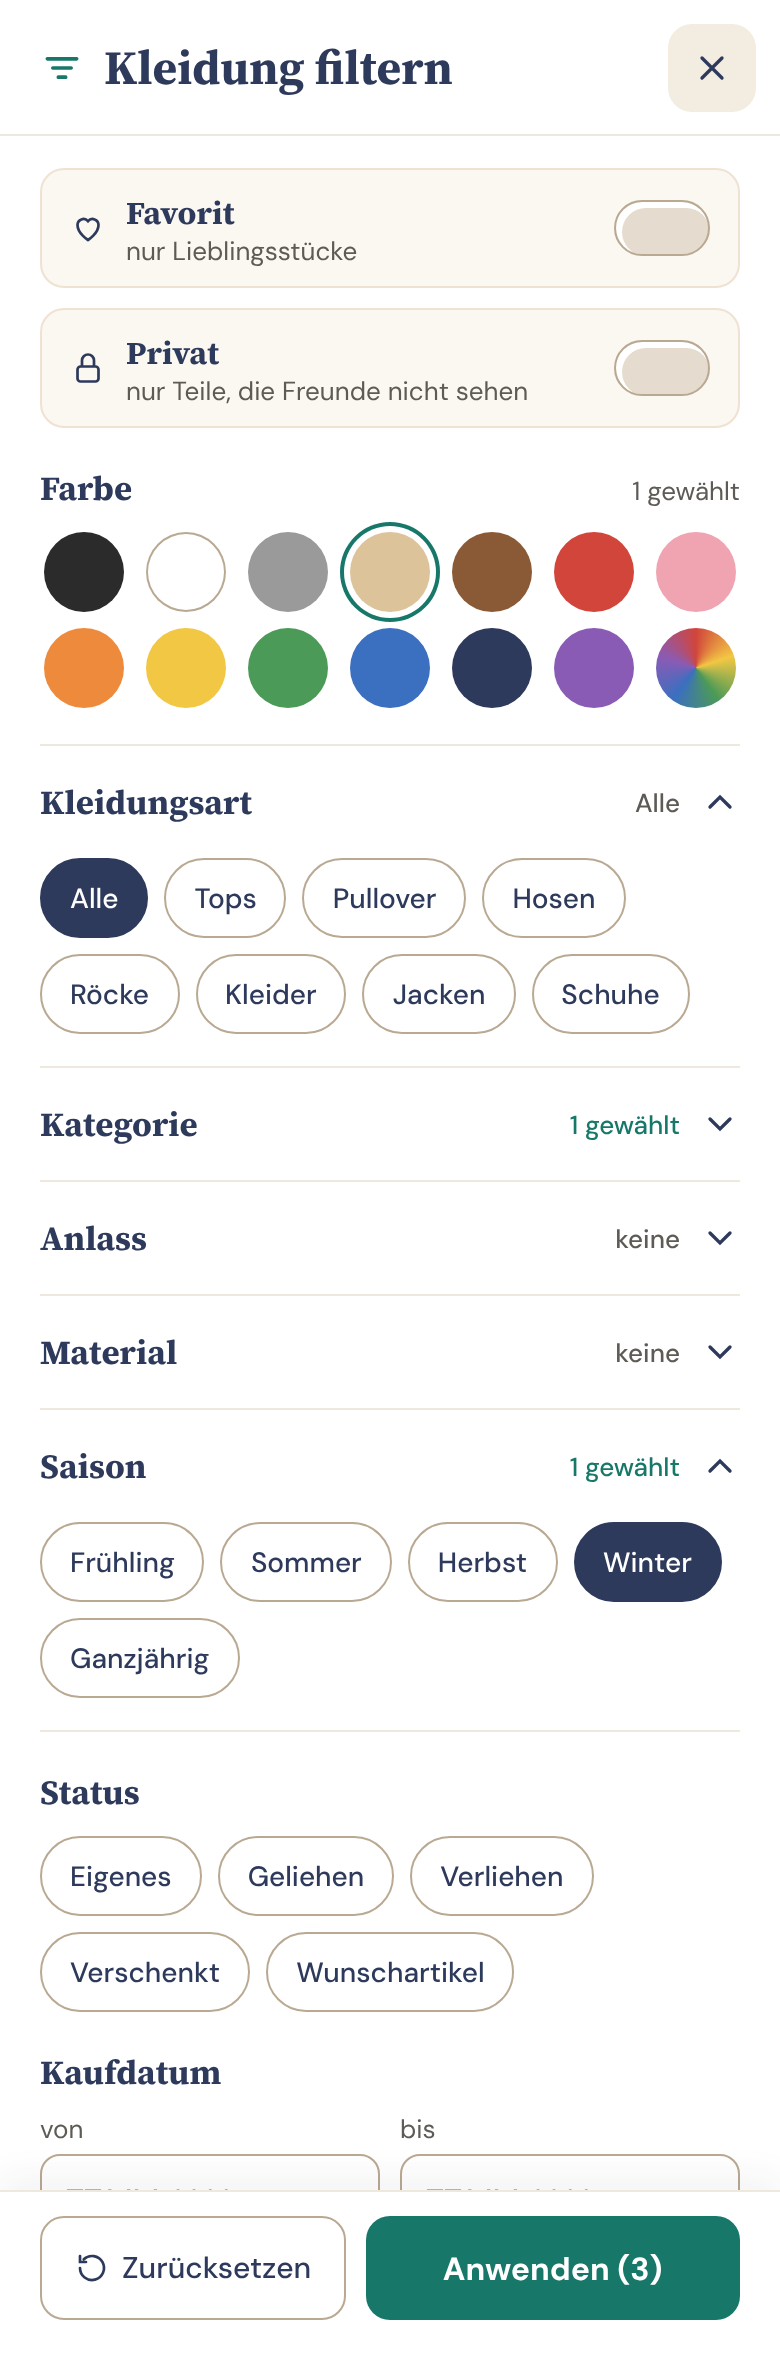 Kleidung filtern
Favorit
nur Lieblingsstücke
Privat
nur Teile, die Freunde nicht sehen
Farbe 1 gewählt
Kleidungsart Alle
Alle Tops Pullover Hosen
Röcke Kleider Jacken Schuhe
Kategorie 1 gewählt
Anlass keine
Material keine
Saison 1 gewählt
Frühling Sommer Herbst Winter
Ganzjährig
Status
Eigenes Geliehen Verliehen
Verschenkt Wunschartikel
Kaufdatum
von bis
Zurücksetzen Anwenden (3)